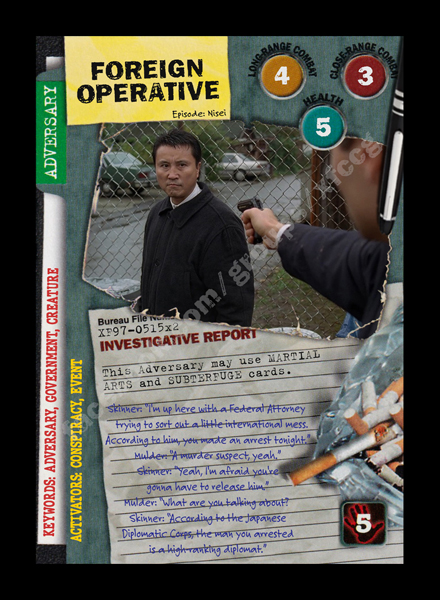 FOREIGN
OPERATIVE
Episode: Nisei
LONG-RANGE COMBAT
4
CLOSE-RANGE COMBAT
3
HEALTH
5
ADVERSARY
KEYWORDS: ADVERSARY, GOVERNMENT, CREATURE
ACTIVATORS: CONSPIRACY, EVENT
Bureau File
XP97-0515x2
INVESTIGATIVE REPORT
This Adversary may use MARTIAL
ARTS and SUBTERFUGE cards.
Skinner: "I'm up here with a Federal Attorney
trying to sort out a little international mess.
According to him, you made an arrest tonight."
Mulder: "A murder suspect, yeah."
Skinner: "Yeah, I'm afraid you're
gonna have to release him."
Mulder: "What are you talking about?
Skinner: "According to the Japanese
Diplomatic Corps, the man you arrested
is a high-ranking diplomat."
5